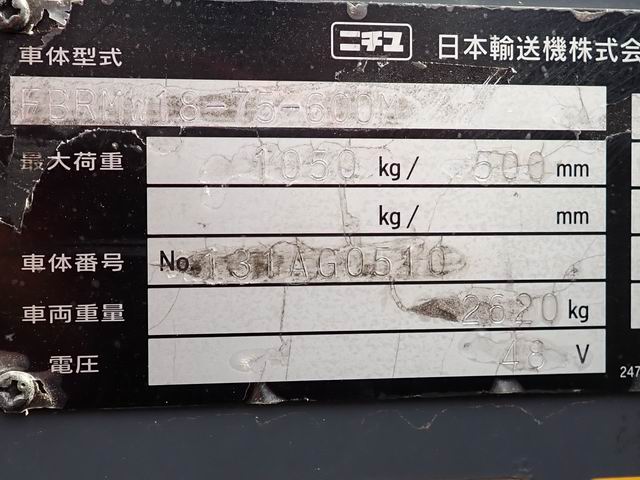 ニチユ 日本輸送機株式会
車体型式
FBRMW18-75-600M
最大荷重 1050 kg/ 500 mm
kg/ mm
車体番号 No. 131AG0510
車両重量 2620 kg
電圧 48 V
247